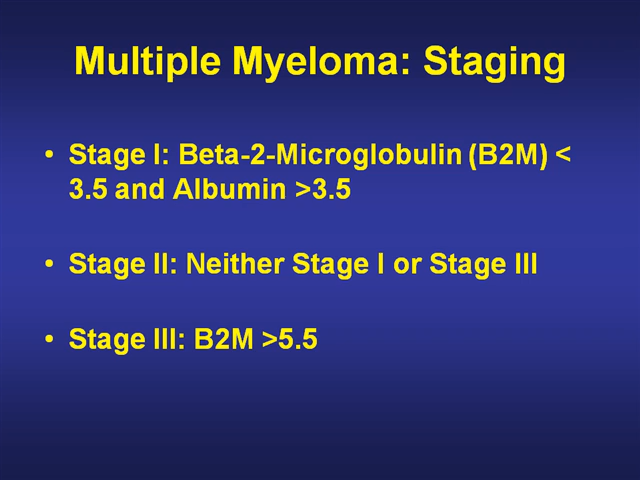 Multiple Myeloma: Staging
• Stage I: Beta-2-Microglobulin (B2M) <
3.5 and Albumin >3.5
• Stage II: Neither Stage I or Stage III
• Stage III: B2M >5.5